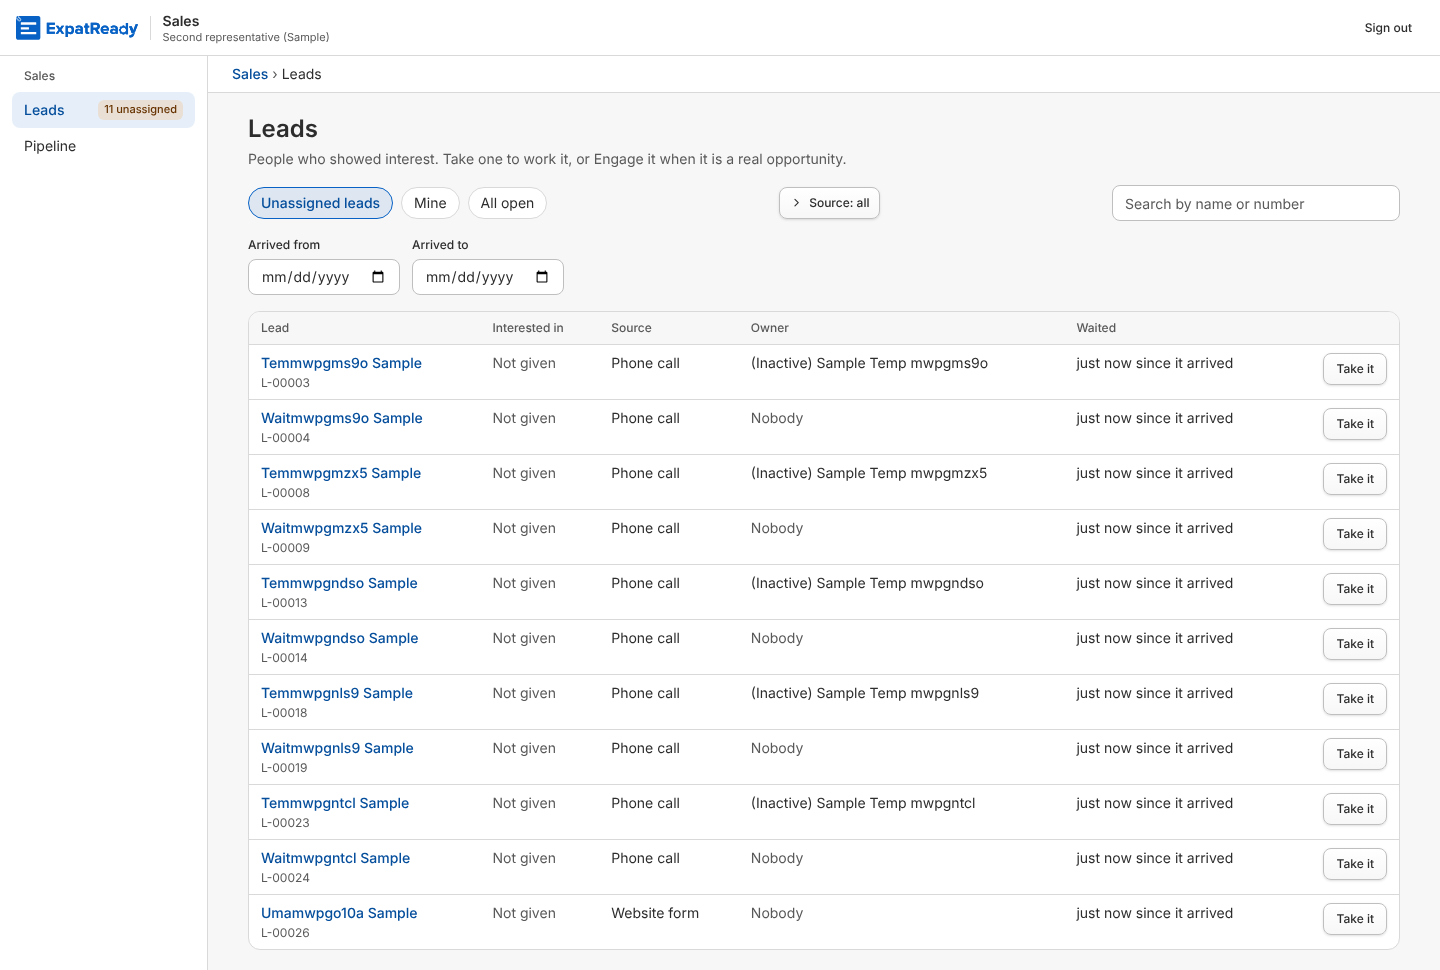 ExpatReady
Sales
Second representative (Sample)
Sign out
Sales
Leads
11 unassigned
Pipeline
Sales › Leads
Leads
People who showed interest. Take one to work it, or Engage it when it is a real opportunity.
Unassigned leads
Mine
All open
Source: all
Search by name or number
Arrived from
Arrived to
mm/dd/yyyy
mm/dd/yyyy
Lead Interested in Source Owner Waited
Temmwpgms9o Sample Not given Phone call (Inactive) Sample Temp mwpgms9o just now since it arrived Take it
L-00003
Waitmwpgms9o Sample Not given Phone call Nobody just now since it arrived Take it
L-00004
Temmwpgmzx5 Sample Not given Phone call (Inactive) Sample Temp mwpgmzx5 just now since it arrived Take it
L-00008
Waitmwpgmzx5 Sample Not given Phone call Nobody just now since it arrived Take it
L-00009
Temmwpgndso Sample Not given Phone call (Inactive) Sample Temp mwpgndso just now since it arrived Take it
L-00013
Waitmwpgndso Sample Not given Phone call Nobody just now since it arrived Take it
L-00014
Temmwpgnls9 Sample Not given Phone call (Inactive) Sample Temp mwpgnls9 just now since it arrived Take it
L-00018
Waitmwpgnls9 Sample Not given Phone call Nobody just now since it arrived Take it
L-00019
Temmwpgntcl Sample Not given Phone call (Inactive) Sample Temp mwpgntcl just now since it arrived Take it
L-00023
Waitmwpgntcl Sample Not given Phone call Nobody just now since it arrived Take it
L-00024
Umamwpgo10a Sample Not given Website form Nobody just now since it arrived Take it
L-00026